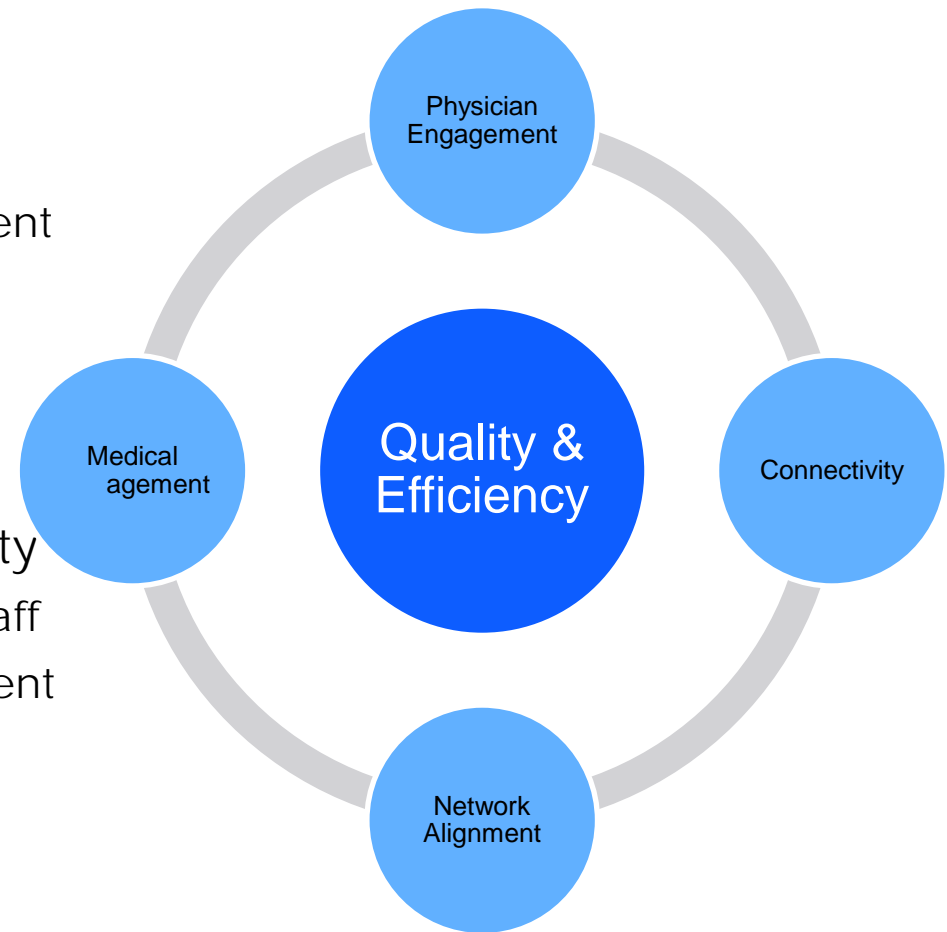 Physician
Engagement
ent
Medical
agement
Quality &
Efficiency
Connectivity
ty
aff
ent
Network
Alignment